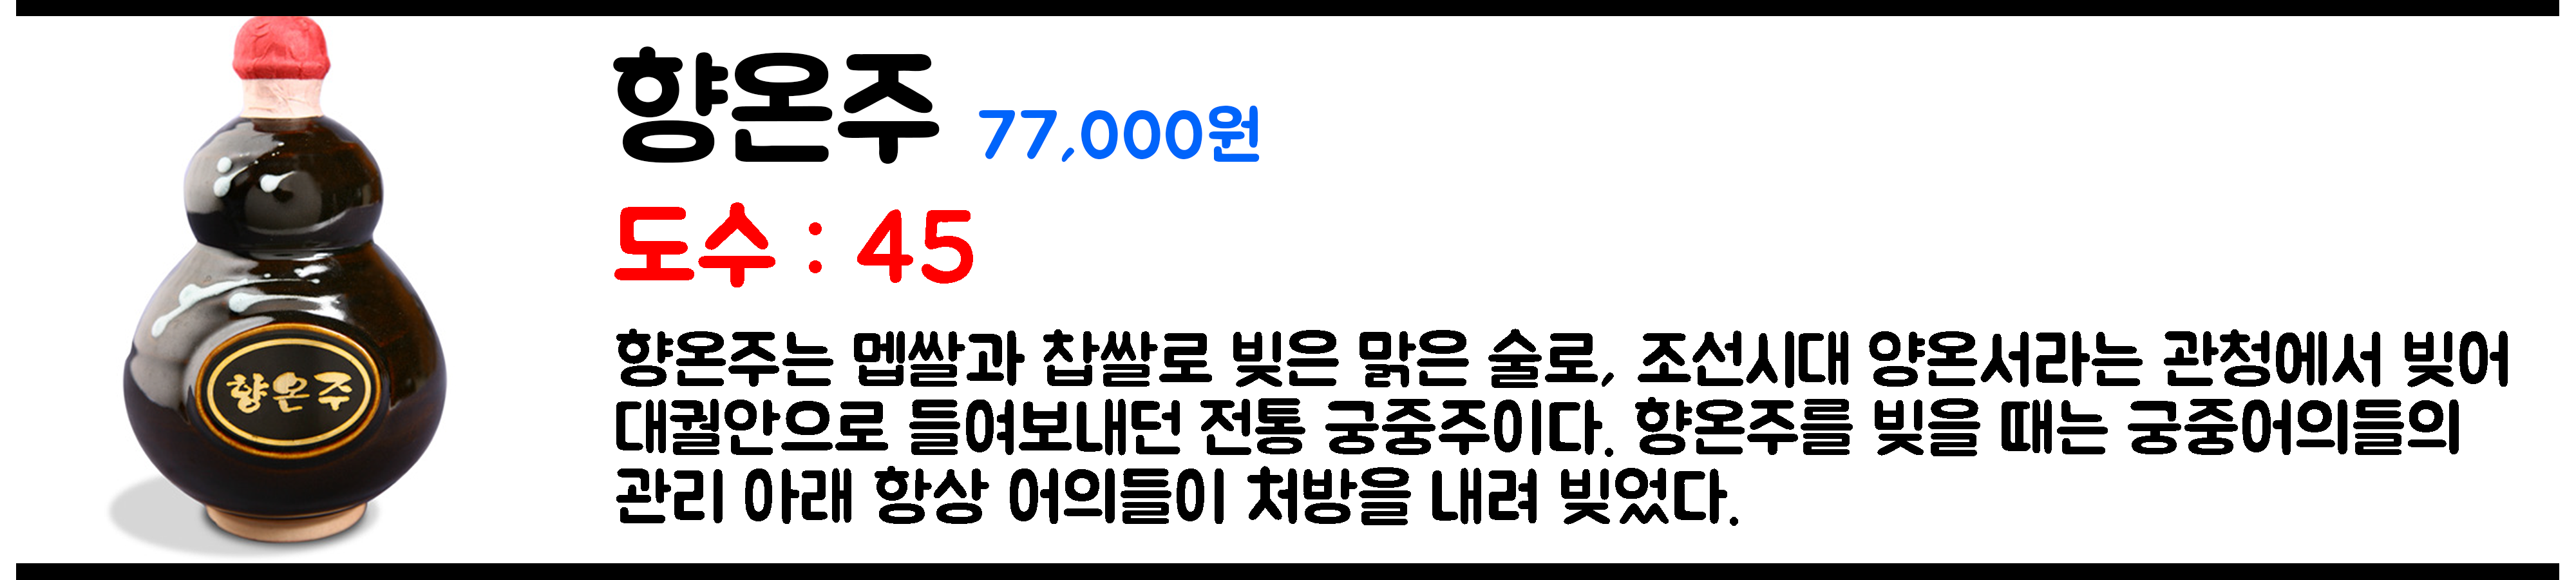 향온주 77,000원
도수 : 45
향온주는 멥쌀과 찹쌀로 빚은 맑은 술로, 조선시대 양온서라는 관청에서 빚어
대궐안으로 들여보내던 전통 궁중주이다. 향온주를 빚을 때는 궁중어의들의
관리 아래 항상 어의들이 처방을 내려 빚었다.
향온주